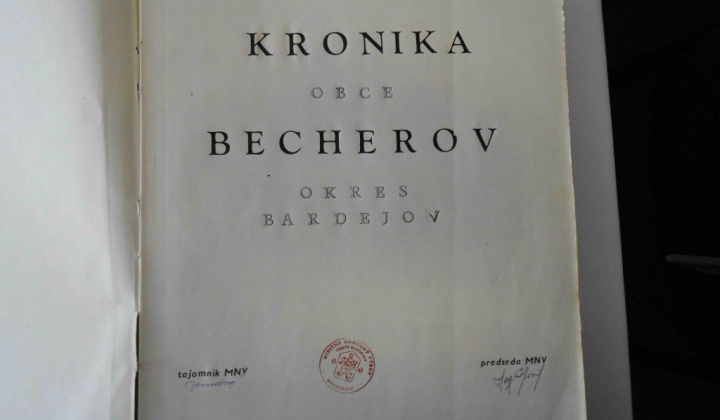 KRONIKA
OBCE
BECHEROV
OKRES
BARDEJOV
tajomník MNV
predseda MNV